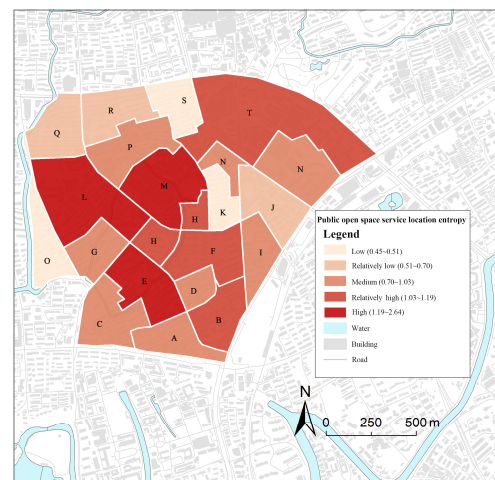 S
R
T
Q
P
N
N
M
L
H
K
J
H
G
F
I
O
E
D
C
B
A
Public open space service location entropy
Legend
Low (0.45~0.51)
Relatively low (0.51~0.70)
Medium (0.70~1.03)
Relatively high (1.03~1.19)
High (1.19~2.64)
Water
Building
Road
N
0 250 500 m